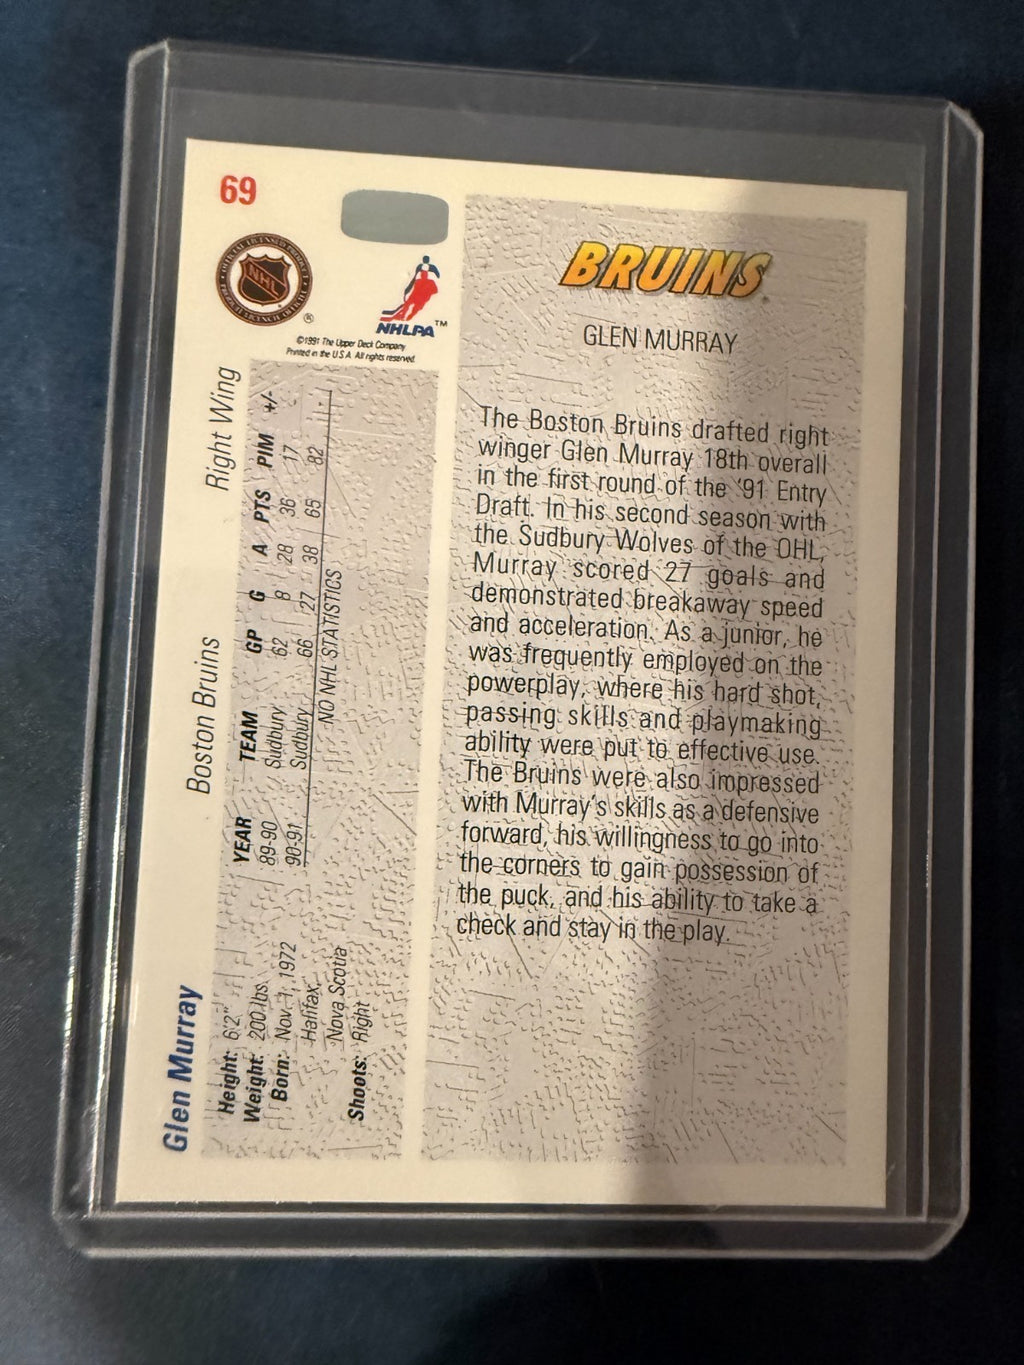 69
OFFICIAL LICENSED PRODUCT
NHL
®
NHLPA™
©1991 The Upper Deck Company
Printed in the U.S.A. All rights reserved.
Glen Murray Boston Bruins Right Wing
Height: 6'2"
Weight: 200 lbs.
Born: Nov. 1, 1972
Halifax,
Nova Scotia
Shoots: Right
YEAR TEAM GP G A PTS PIM +/-
89-90 Sudbury 62 8 28 36 17 -
90-91 Sudbury 66 27 38 65 82 -
NO NHL STATISTICS
BRUINS
GLEN MURRAY
The Boston Bruins drafted right
winger Glen Murray 18th overall
in the first round of the '91 Entry
Draft. In his second season with
the Sudbury Wolves of the OHL,
Murray scored 27 goals and
demonstrated breakaway speed
and acceleration. As a junior, he
was frequently employed on the
powerplay, where his hard shot,
passing skills and playmaking
ability were put to effective use.
The Bruins were also impressed
with Murray's skills as a defensive
forward, his willingness to go into
the corners to gain possession of
the puck, and his ability to take a
check and stay in the play.